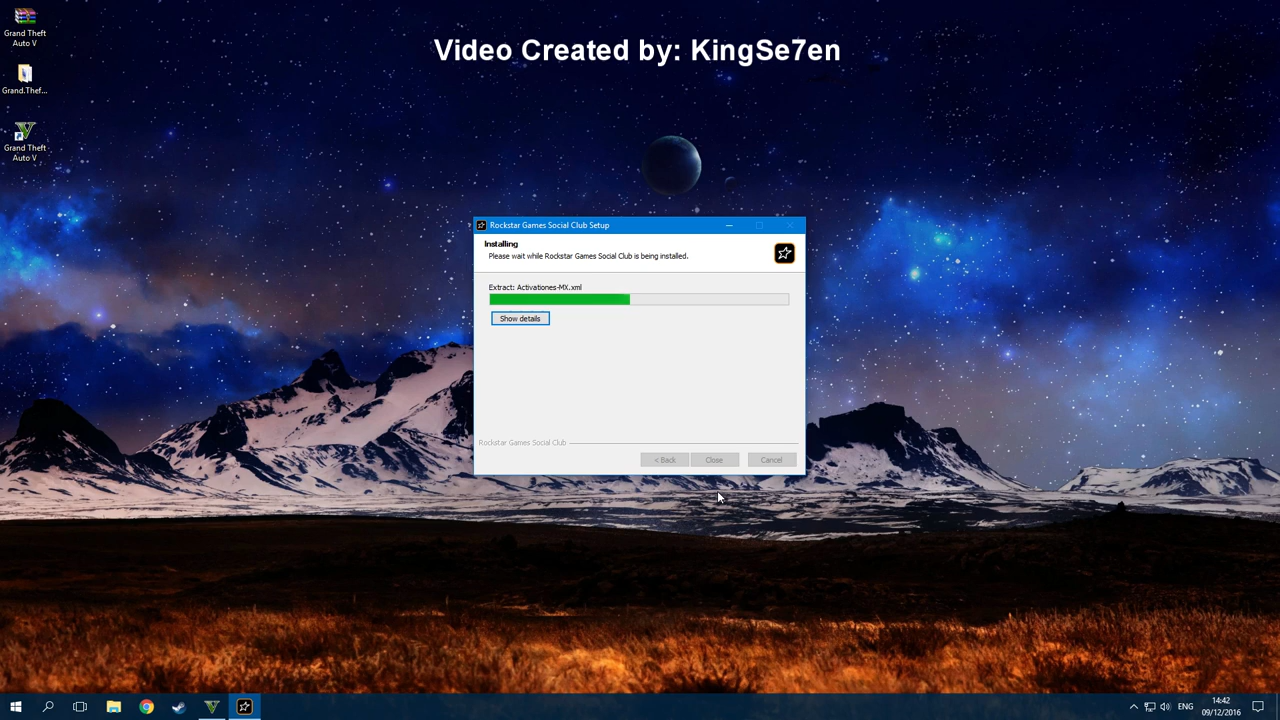 Grand Theft
Auto V
Grand.Thef...
Grand Theft
Auto V
Video Created by: KingSe7en
Rockstar Games Social Club Setup
Installing
Please wait while Rockstar Games Social Club is being installed.
Extract: Activationes-MX.xml
Show details
Rockstar Games Social Club
< Back
Close
Cancel
ENG
14:42
09/12/2016